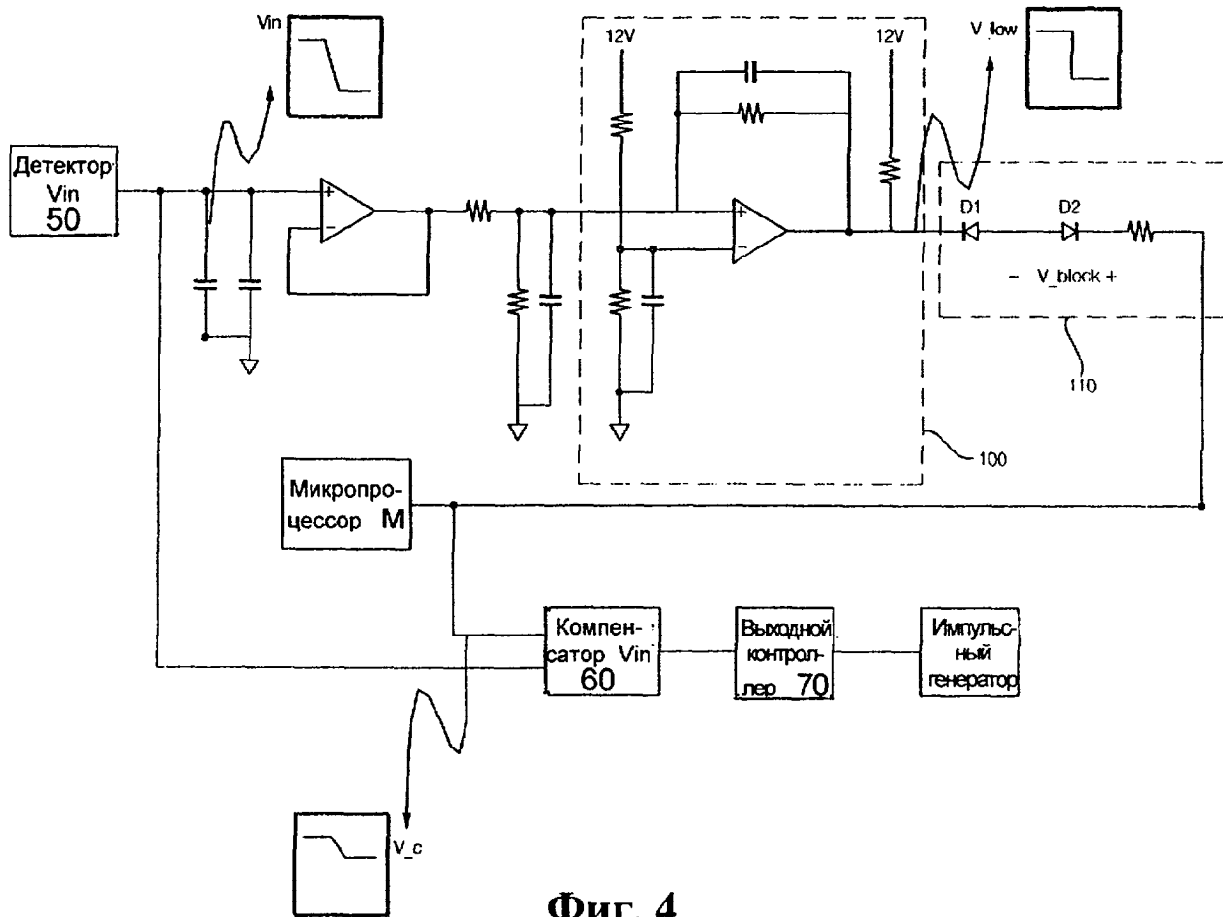 Vin
12V
12V
V_low
Детектор
Vin
50
+
−
+
−
D1
D2
− V_block +
110
100
Микропро-
цессор M
Компен-
сатор Vin
60
Выходной
контрол-
лер 70
Импульс-
ный
генератор
V_c
Фиг. 4